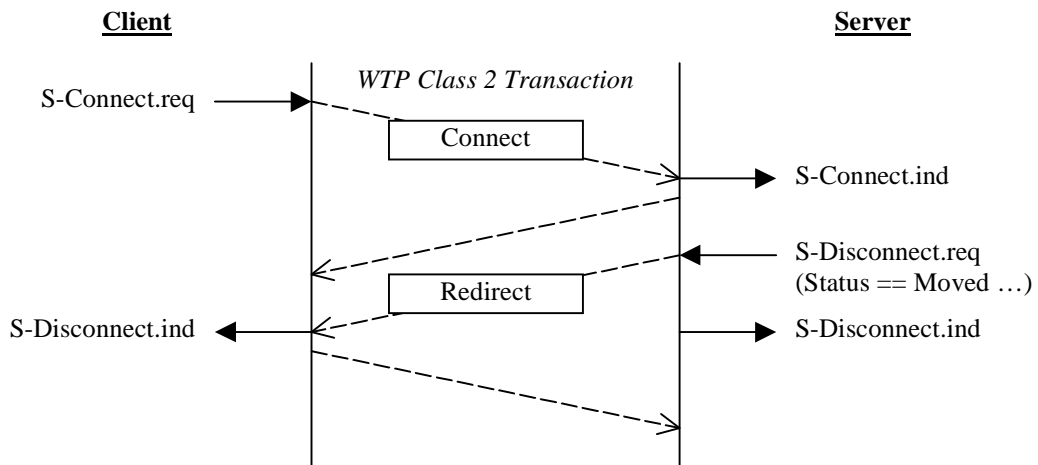 Client
Server
WTP Class 2 Transaction
S-Connect.req
Connect
S-Connect.ind
S-Disconnect.req
(Status == Moved …)
Redirect
S-Disconnect.ind
S-Disconnect.ind